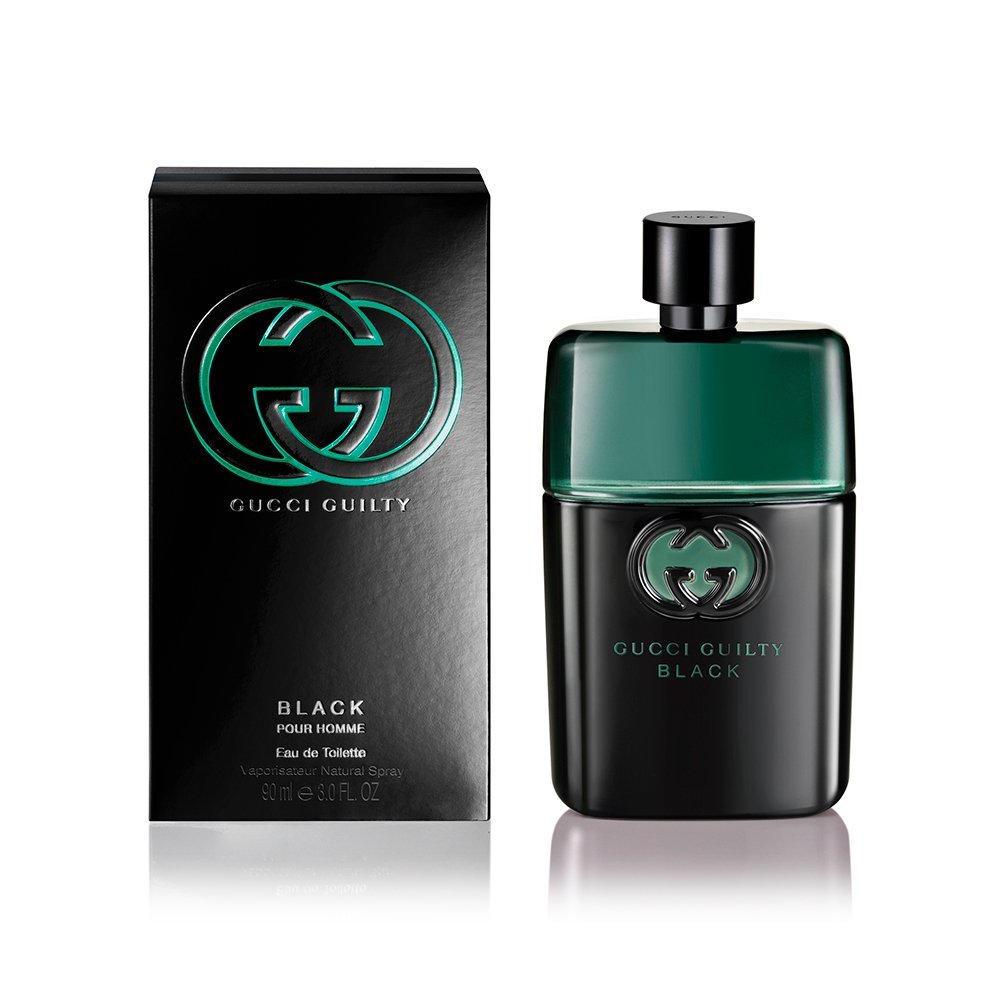 GUCCI GUILTY
BLACK
POUR HOMME
Eau de Toilette
Vaporisateur Natural Spray
90 ml e 3.0 FL. OZ
GUCCI
GUCCI GUILTY
BLACK